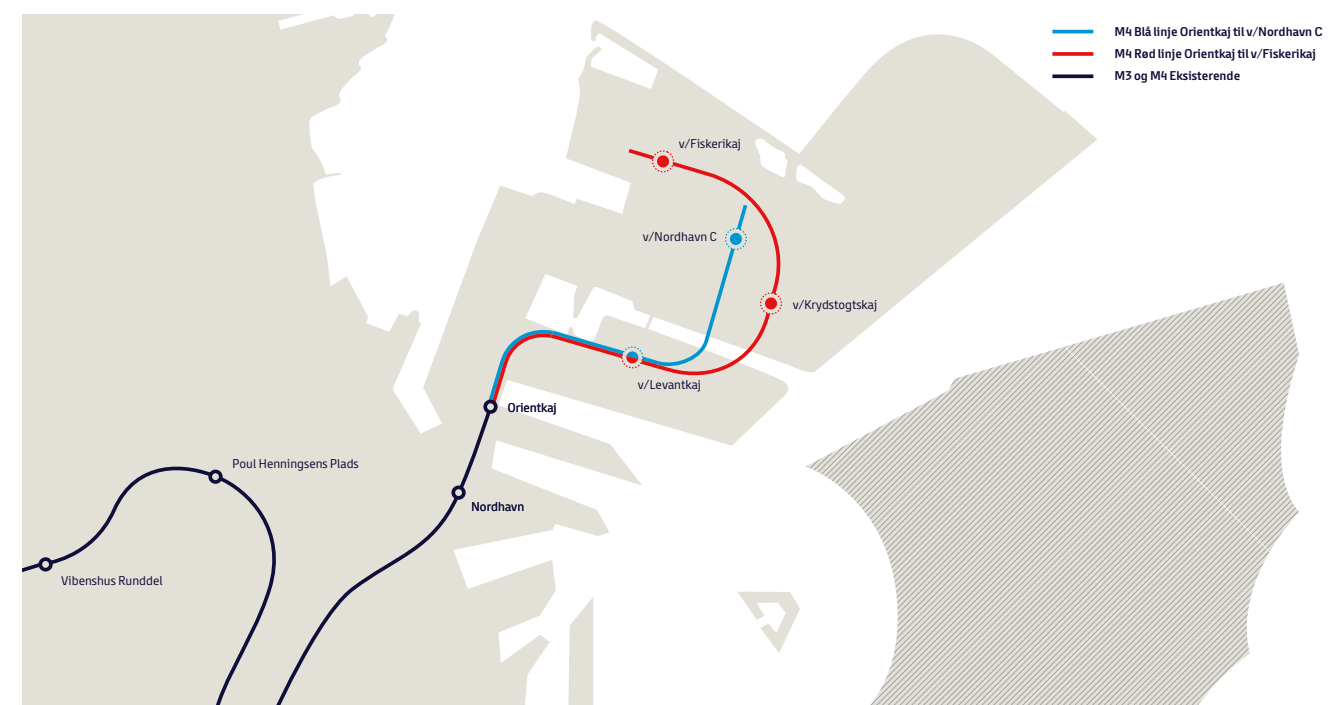 M4 Blå linje Orientkaj til v/Nordhavn C
M4 Rød linje Orientkaj til v/Fiskerikaj
M3 og M4 Eksisterende
v/Fiskerikaj
v/Nordhavn C
v/Krydstogtskaj
v/Levantkaj
Orientkaj
Poul Henningsens Plads
Nordhavn
Vibenshus Runddel